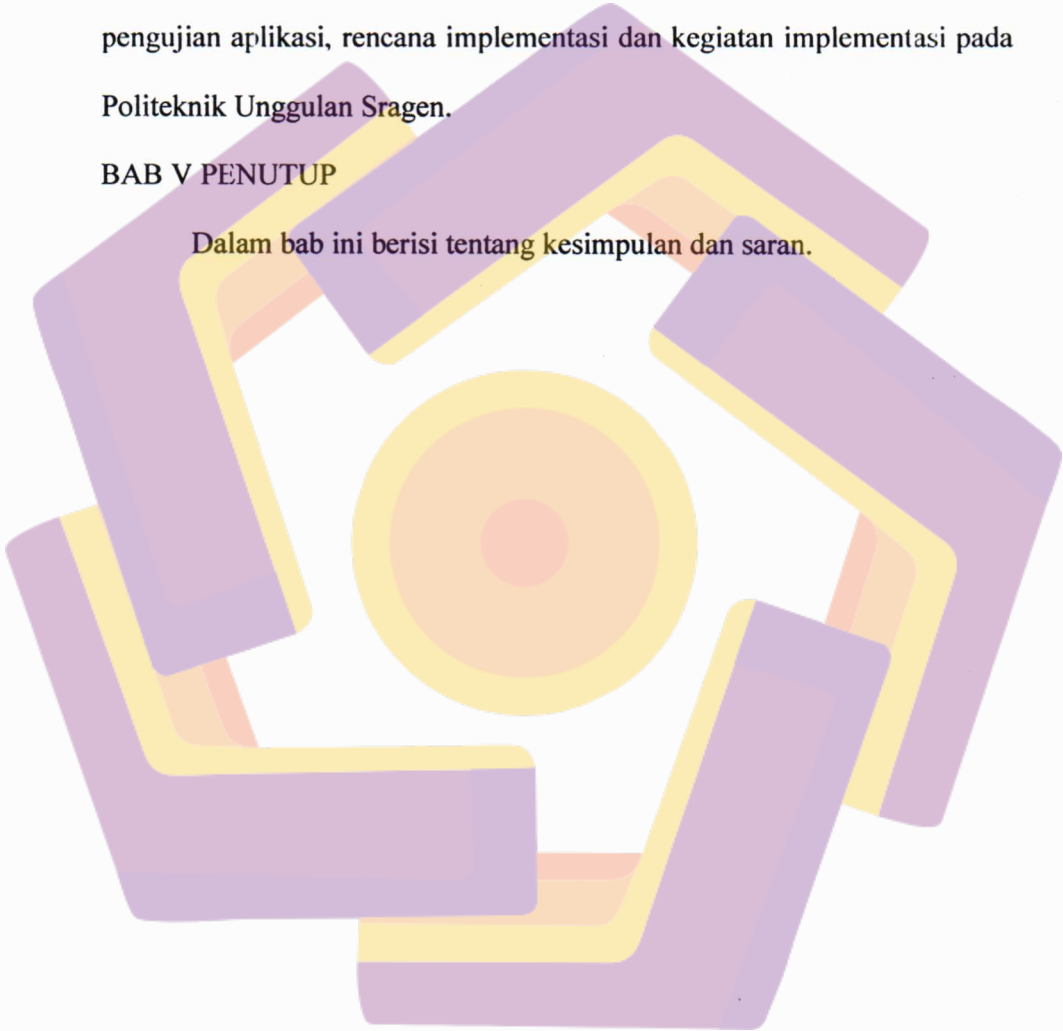 pengujian aplikasi, rencana implementasi dan kegiatan implementasi pada
Politeknik Unggulan Sragen.
BAB V PENUTUP
Dalam bab ini berisi tentang kesimpulan dan saran.